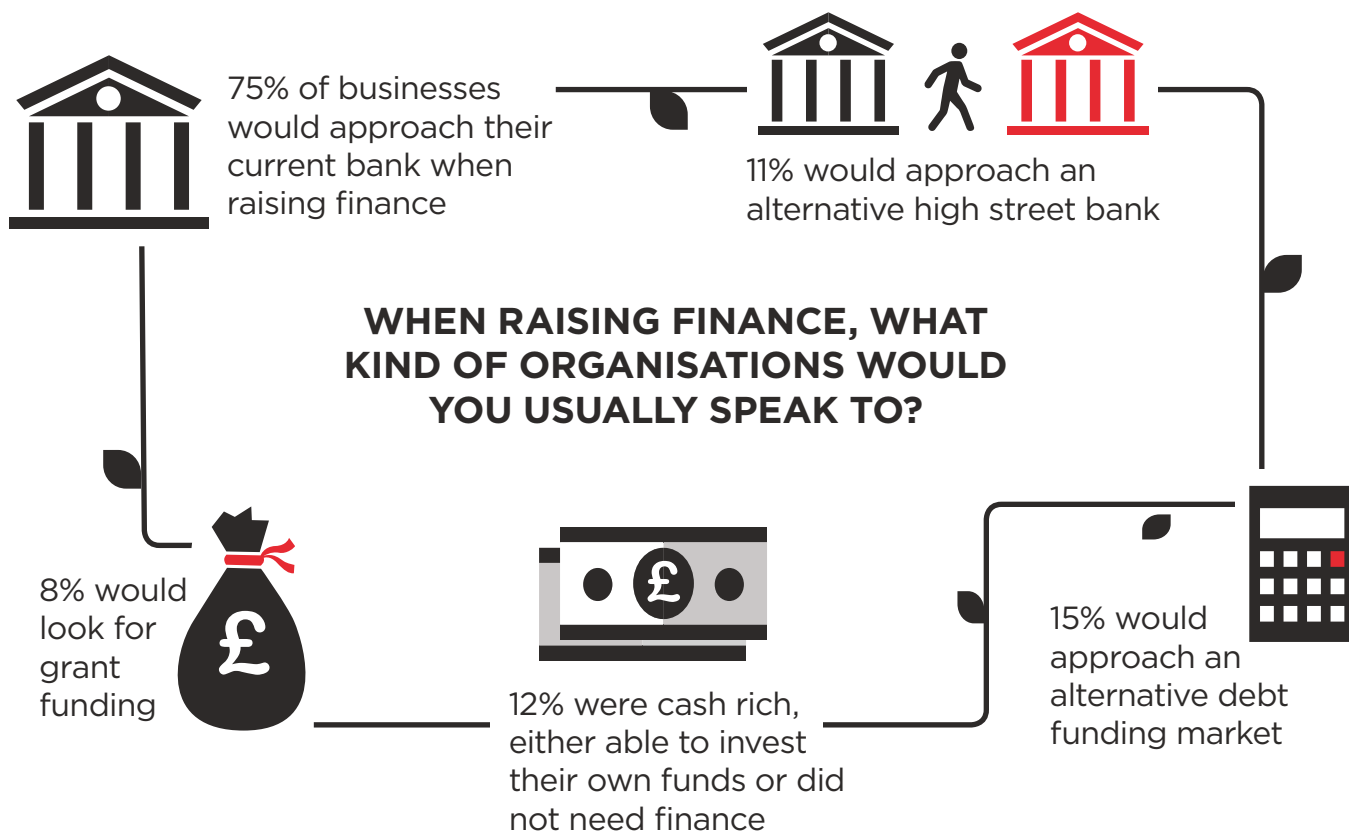 75% of businesses
would approach their
current bank when
raising finance
11% would approach an
alternative high street bank
WHEN RAISING FINANCE, WHAT
KIND OF ORGANISATIONS WOULD
YOU USUALLY SPEAK TO?
8% would
look for
grant
funding
£
£
12% were cash rich,
either able to invest
their own funds or did
not need finance
15% would
approach an
alternative debt
funding market